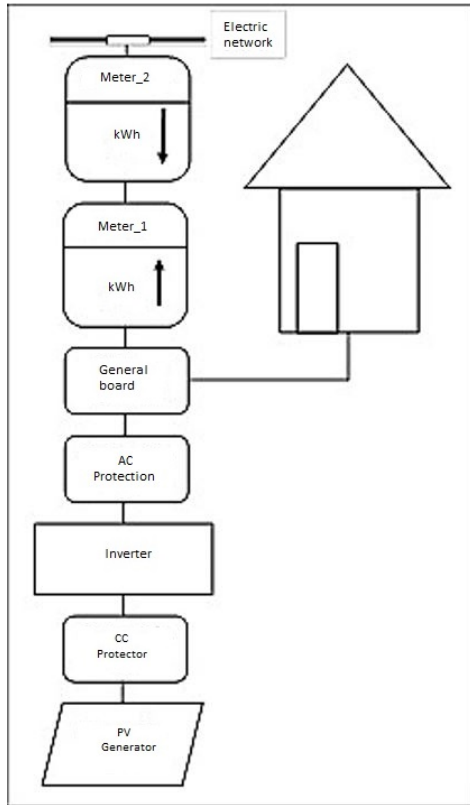 Electric
network
Meter_2
kWh
Meter_1
kWh
General
board
AC
Protection
Inverter
CC
Protector
PV
Generator